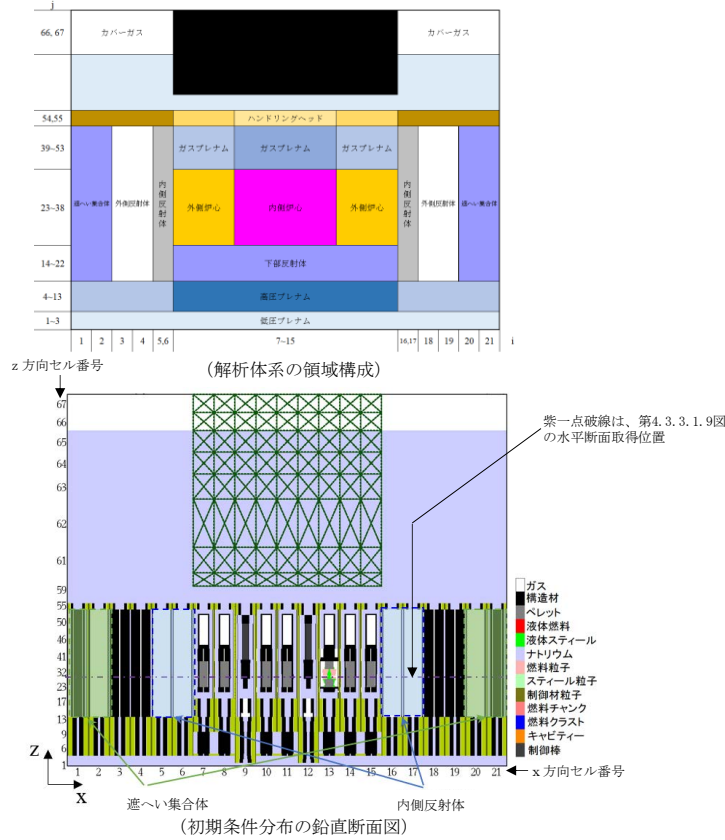 j
66, 67
カバーガス
カバーガス
54,55
ハンドリングヘッド
39~53
ガスプレナム
ガスプレナム
ガスプレナム
23~38
遮へい集合体
外側反射体
内側反射体
外側炉心
内側炉心
外側炉心
内側反射体
外側反射体
遮へい集合体
14~22
下部反射体
4~13
高圧プレナム
1~3
低圧プレナム
1 2 3 4 5,6 7~15 16,17 18 19 20 21 i
(解析体系の領域構成)
z 方向セル番号
67
66
65
64
63
62
61
59
55
50
46
41
32
23
17
13
9
6
1
紫一点破線は、第4.3.3.1.9図
の水平断面取得位置
ガス
構造材
ペレット
液体燃料
液体スティール
ナトリウム
燃料粒子
スティール粒子
制御材粒子
燃料チャンク
燃料クラスト
キャビティー
制御棒
1 2 3 4 5 6 7 8 9 10 11 12 13 14 15 16 17 18 19 20 21
x 方向セル番号
Z
X
遮へい集合体
内側反射体
(初期条件分布の鉛直断面図)